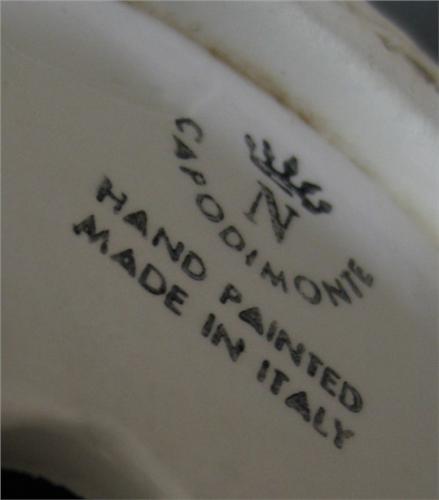 N
CAPODIMONTE
HAND PAINTED
MADE IN ITALY